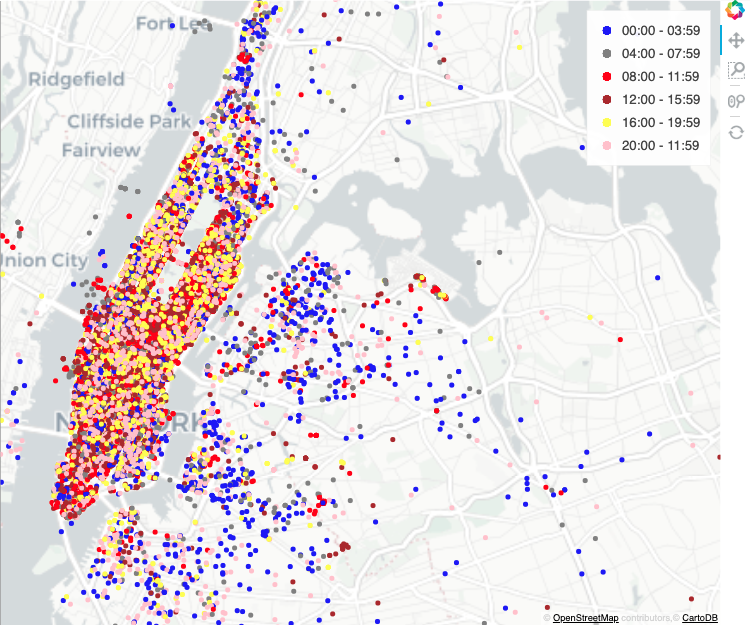 Fort Lee
Ridgefield
Cliffside Park
Fairview
Union City
00:00 - 03:59
04:00 - 07:59
08:00 - 11:59
12:00 - 15:59
16:00 - 19:59
20:00 - 11:59
© OpenStreetMap contributors,© CartoDB